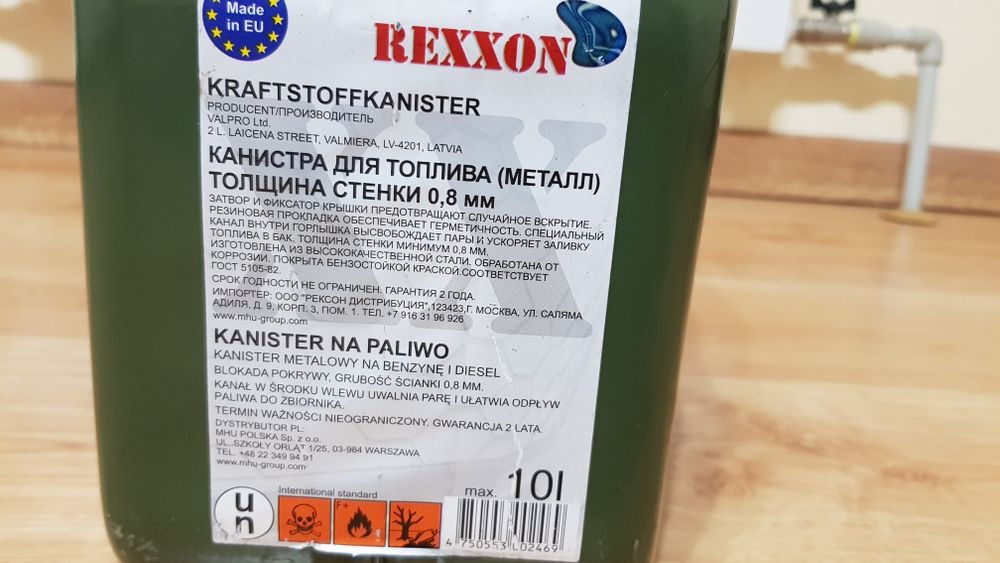 Made
in EU
REXXON
KRAFTSTOFFKANISTER
PRODUCENT/ПРОИЗВОДИТЕЛЬ
VALPRO Ltd.
2 L. LAICENA STREET, VALMIERA, LV-4201, LATVIA
КАНИСТРА ДЛЯ ТОПЛИВА (МЕТАЛЛ)
ТОЛЩИНА СТЕНКИ 0,8 мм
ЗАТВОР И ФИКСАТОР КРЫШКИ ПРЕДОТВРАЩАЮТ СЛУЧАЙНОЕ ВСКРЫТИЕ.
РЕЗИНОВАЯ ПРОКЛАДКА ОБЕСПЕЧИВАЕТ ГЕРМЕТИЧНОСТЬ. СПЕЦИАЛЬНЫЙ
КАНАЛ ВНУТРИ ГОРЛЫШКА ВЫСВОБОЖДАЕТ ПАРЫ И УСКОРЯЕТ ЗАЛИВКУ
ТОПЛИВА В БАК. ТОЛЩИНА СТЕНКИ МИНИМУМ 0,8 ММ.
ИЗГОТОВЛЕНА ИЗ ВЫСОКОКАЧЕСТВЕННОЙ СТАЛИ. ОБРАБОТАНА ОТ
КОРРОЗИИ. ПОКРЫТА БЕНЗОСТОЙКОЙ КРАСКОЙ.СООТВЕТСТВУЕТ
ГОСТ 5105-82.
СРОК ГОДНОСТИ НЕ ОГРАНИЧЕН. ГАРАНТИЯ 2 ГОДА.
ИМПОРТЕР: ООО "РЕКСОН ДИСТРИБУЦИЯ",123423,Г. МОСКВА, УЛ. САЛЯМА
АДИЛЯ, Д. 9, КОРП. 3, ПОМ. 1. ТЕЛ. +7 916 31 96 926
www.mhu-group.com
KANISTER NA PALIWO
KANISTER METALOWY NA BENZYNĘ I DIESEL
BLOKADA POKRYWY, GRUBOŚĆ ŚCIANKI 0,8 MM.
KANAŁ W ŚRODKU WLEWU UWALNIA PARĘ I UŁATWIA ODPŁYW
PALIWA DO ZBIORNIKA.
TERMIN WAŻNOŚCI NIEOGRANICZONY. GWARANCJA 2 LATA.
DYSTRYBUTOR PL:
MHU POLSKA Sp. z o.o.
UL. SZKOŁY ORLĄT 1/25, 03-984 WARSZAWA
TEL. +48 22 349 94 91
www.mhu-group.com
max. 10l
International standard
un
F+
4 750553 L02469